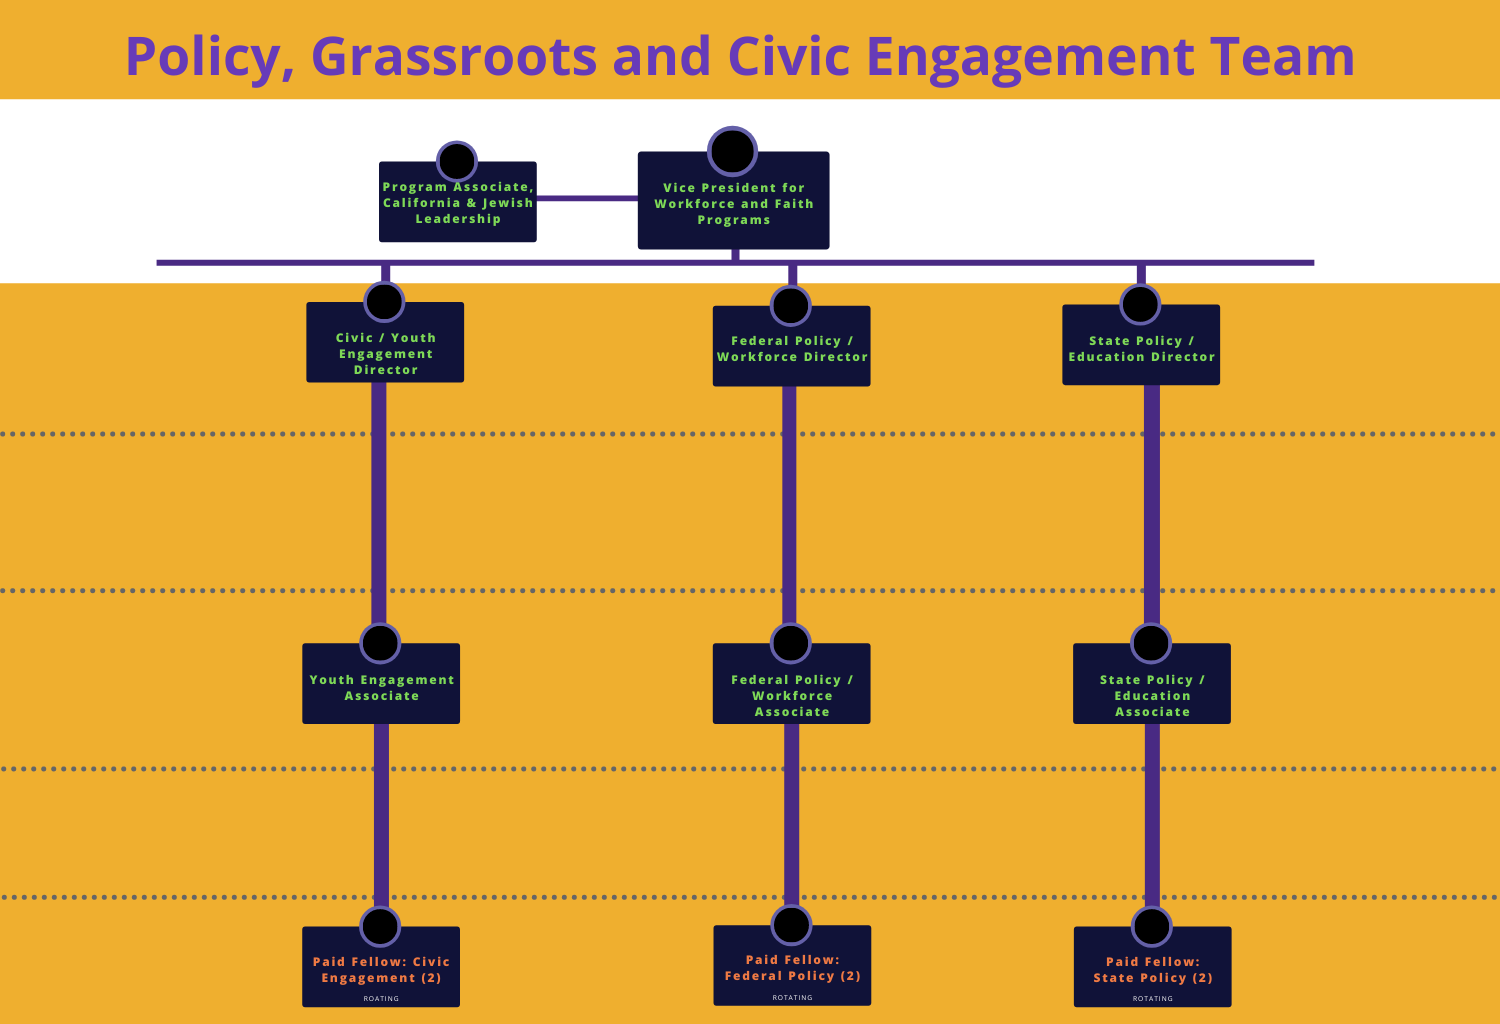 Policy, Grassroots and Civic Engagement Team
Program Associate,
California & Jewish
Leadership
Vice President for
Workforce and Faith
Programs
Civic / Youth
Engagement
Director
Federal Policy /
Workforce Director
State Policy /
Education Director
Youth Engagement
Associate
Federal Policy /
Workforce
Associate
State Policy /
Education
Associate
Paid Fellow: Civic
Engagement (2)
ROATING
Paid Fellow:
Federal Policy (2)
ROTATING
Paid Fellow:
State Policy (2)
ROTATING